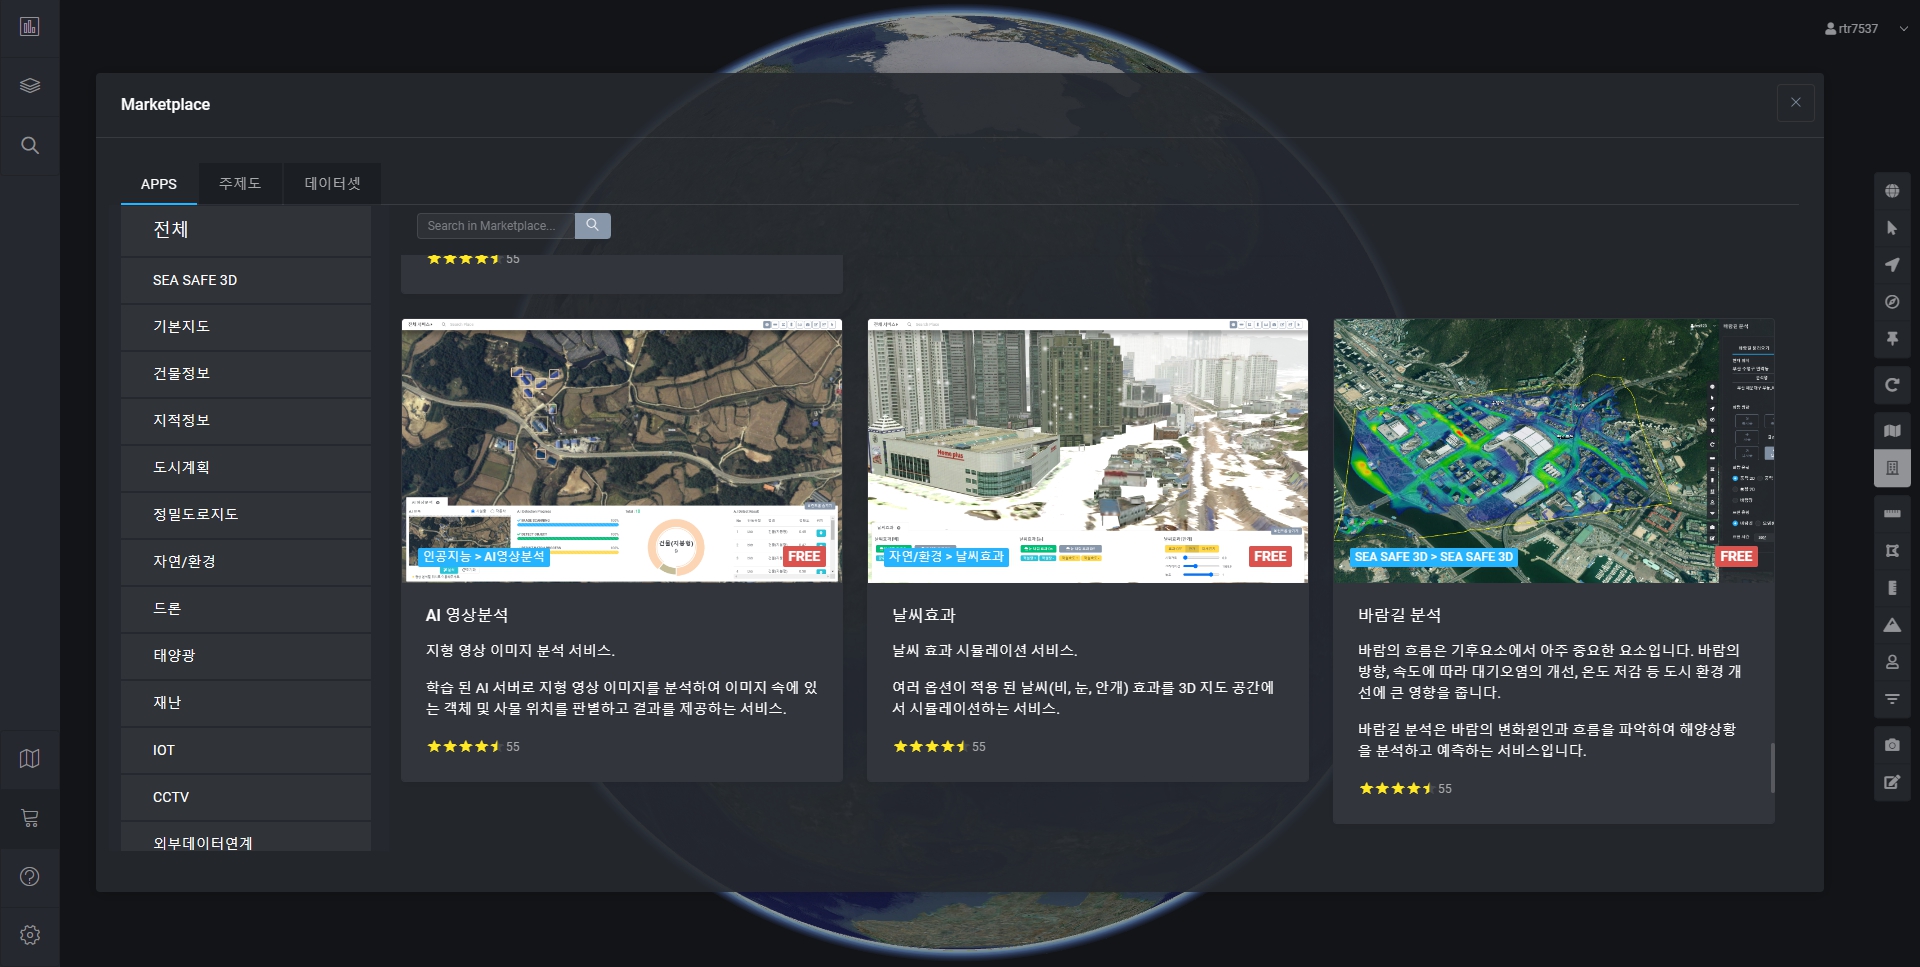 rtr7537
Marketplace
APPS
주제도
데이터셋
전체
SEA SAFE 3D
기본지도
건물정보
지적정보
도시계획
정밀도로지도
자연/환경
드론
태양광
재난
IOT
CCTV
외부데이터연계
Search in Marketplace...
55
Home plus
인공지능 > AI영상분석
FREE
자연/환경 > 날씨효과
FREE
SEA SAFE 3D > SEA SAFE 3D
FREE
AI 영상분석
지형 영상 이미지 분석 서비스.
학습 된 AI 서버로 지형 영상 이미지를 분석하여 이미지 속에 있
는 객체 및 사물 위치를 판별하고 결과를 제공하는 서비스.
55
날씨효과
날씨 효과 시뮬레이션 서비스.
여러 옵션이 적용 된 날씨(비, 눈, 안개) 효과를 3D 지도 공간에
서 시뮬레이션하는 서비스.
55
바람길 분석
바람의 흐름은 기후요소에서 아주 중요한 요소입니다. 바람의
방향, 속도에 따라 대기오염의 개선, 온도 저감 등 도시 환경 개
선에 큰 영향을 줍니다.
바람길 분석은 바람의 변화원인과 흐름을 파악하여 해양상황
을 분석하고 예측하는 서비스입니다.
55